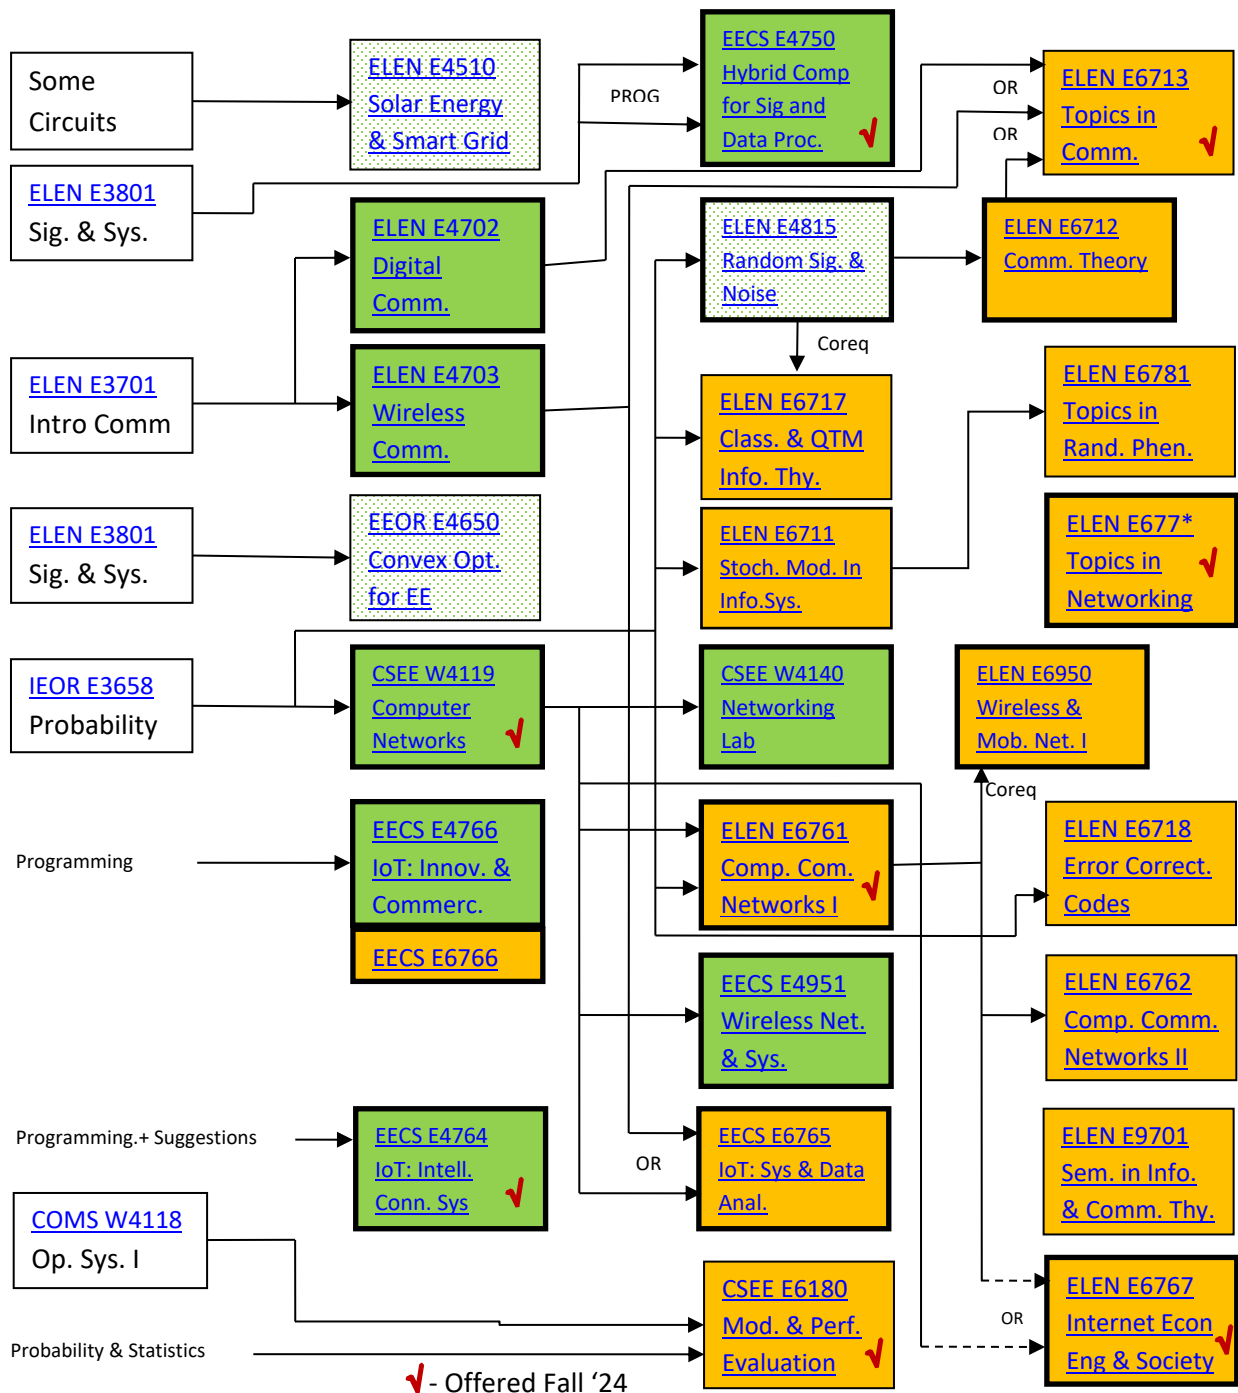 Some
Circuits
ELEN E4510
Solar Energy
& Smart Grid
PROG
EECS E4750
Hybrid Comp
for Sig and
Data Proc.
OR
OR
ELEN E6713
Topics in
Comm.
ELEN E3801
Sig. & Sys.
ELEN E4702
Digital
Comm.
ELEN E4815
Random Sig. &
Noise
ELEN E6712
Comm. Theory
Coreq
ELEN E3701
Intro Comm
ELEN E4703
Wireless
Comm.
ELEN E6717
Class. & QTM
Info. Thy.
ELEN E6781
Topics in
Rand. Phen.
ELEN E3801
Sig. & Sys.
EEOR E4650
Convex Opt.
for EE
ELEN E6711
Stoch. Mod. In
Info.Sys.
ELEN E677*
Topics in
Networking
IEOR E3658
Probability
CSEE W4119
Computer
Networks
CSEE W4140
Networking
Lab
ELEN E6950
Wireless &
Mob. Net. I
Coreq
Programming
EECS E4766
IoT: Innov. &
Commerc.
EECS E6766
ELEN E6761
Comp. Com.
Networks I
ELEN E6718
Error Correct.
Codes
EECS E4951
Wireless Net.
& Sys.
ELEN E6762
Comp. Comm.
Networks II
Programming.+ Suggestions
EECS E4764
IoT: Intell.
Conn. Sys
OR
EECS E6765
IoT: Sys & Data
Anal.
ELEN E9701
Sem. in Info.
& Comm. Thy.
COMS W4118
Op. Sys. I
CSEE E6180
Mod. & Perf.
Evaluation
OR
ELEN E6767
Internet Econ
Eng & Society
Probability & Statistics
√ - Offered Fall ‘24